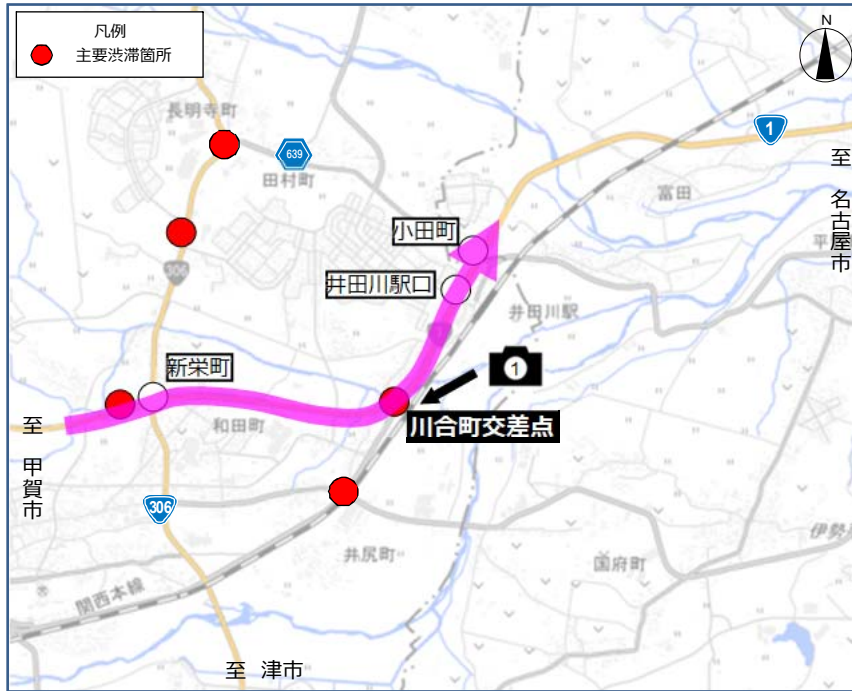 凡例
主要渋滞箇所
N
長明寺町
639
田村町
1
至 名古屋市
富田
小田町
306
井田川駅口
井田川駅
新栄町
1
川合町交差点
和田町
至 甲賀市
306
井尻町
国府町
関西本線
至 津市